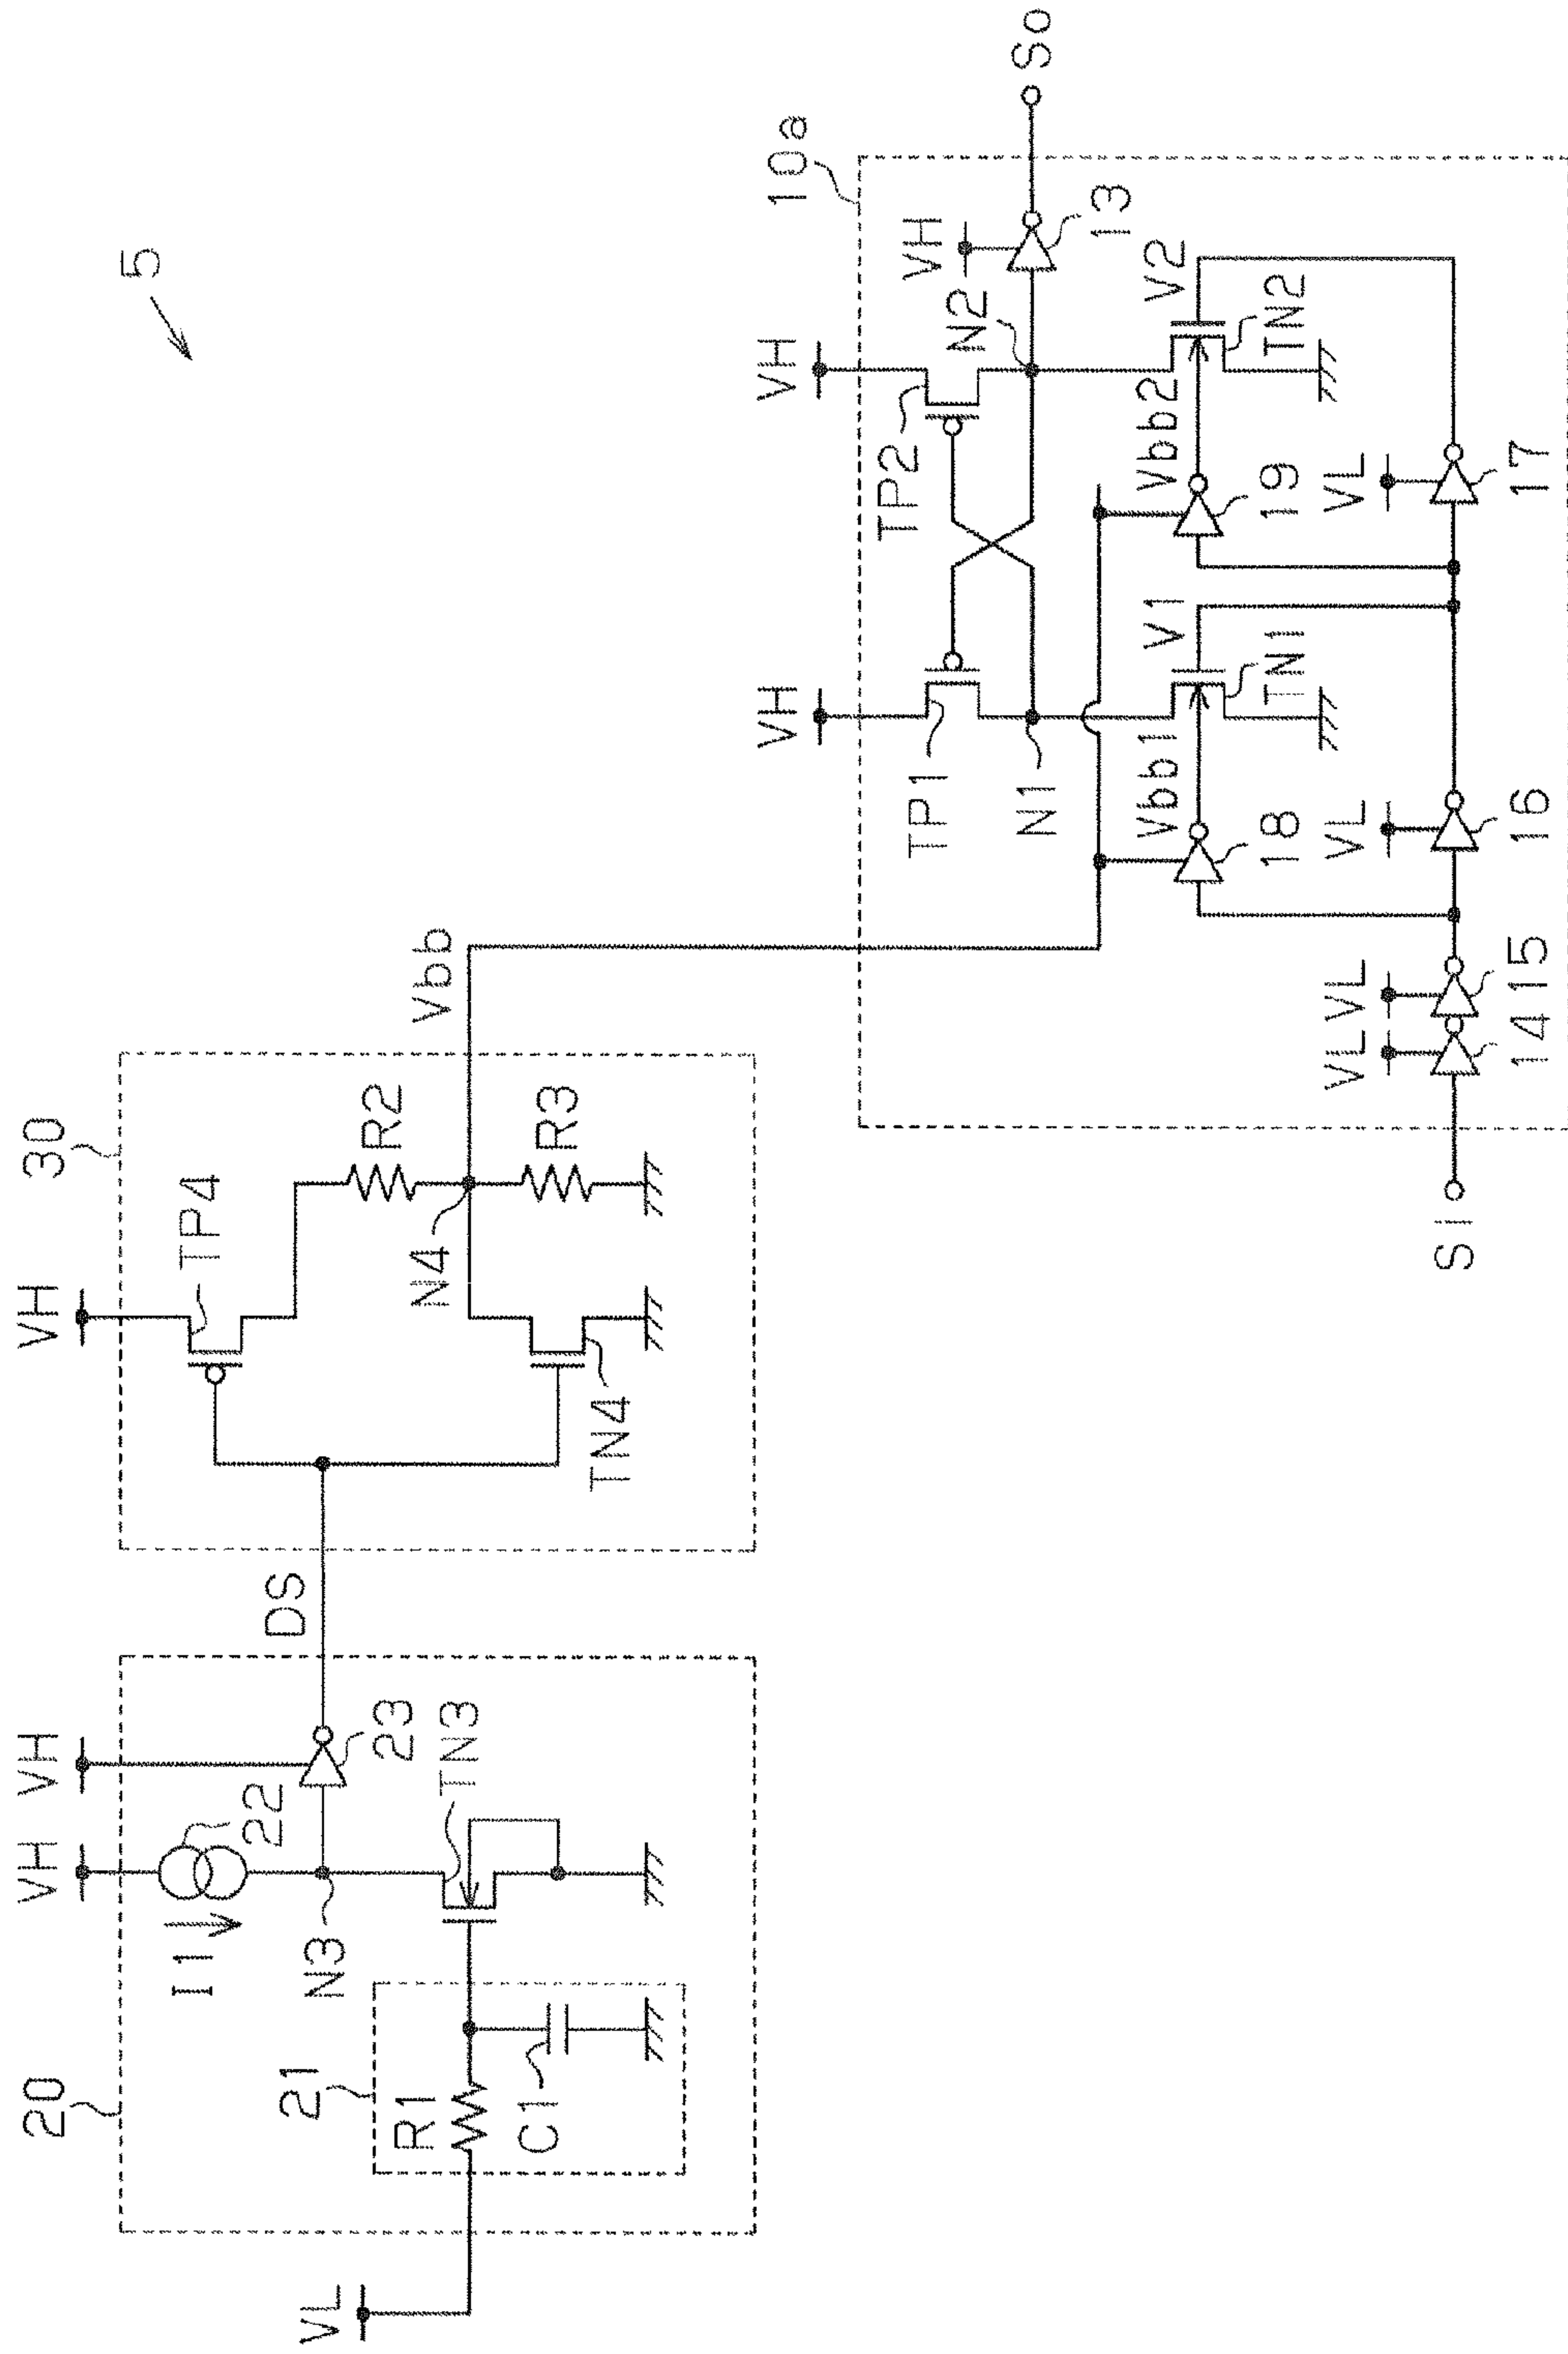 5
20
VH
VH
22
I1
N3
23
DS
21
R1
C1
TN3
VL
30
VH
TP4
R2
N4
R3
TN4
Vbb
10a
VH
VH
VH
TP1
TP2
N1
N2
13
So
Vbb1
V1
Vbb2
V2
18
TN1
19
TN2
VL
VL
VL
VL
SI
14
15
16
17